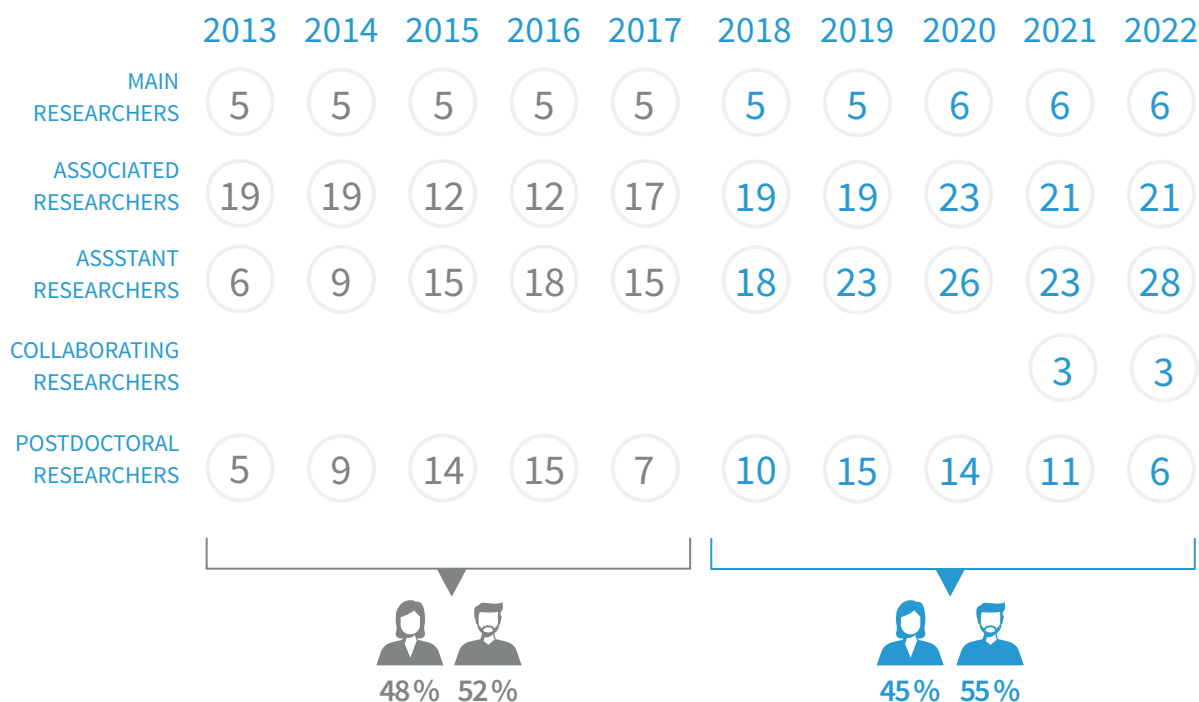 2013 2014 2015 2016 2017 2018 2019 2020 2021 2022
MAIN
RESEARCHERS
5 5 5 5 5 5 5 6 6 6
ASSOCIATED
RESEARCHERS
19 19 12 12 17 19 19 23 21 21
ASSSTANT
RESEARCHERS
6 9 15 18 15 18 23 26 23 28
COLLABORATING
RESEARCHERS
3 3
POSTDOCTORAL
RESEARCHERS
5 9 14 15 7 10 15 14 11 6
48% 52% 45% 55%